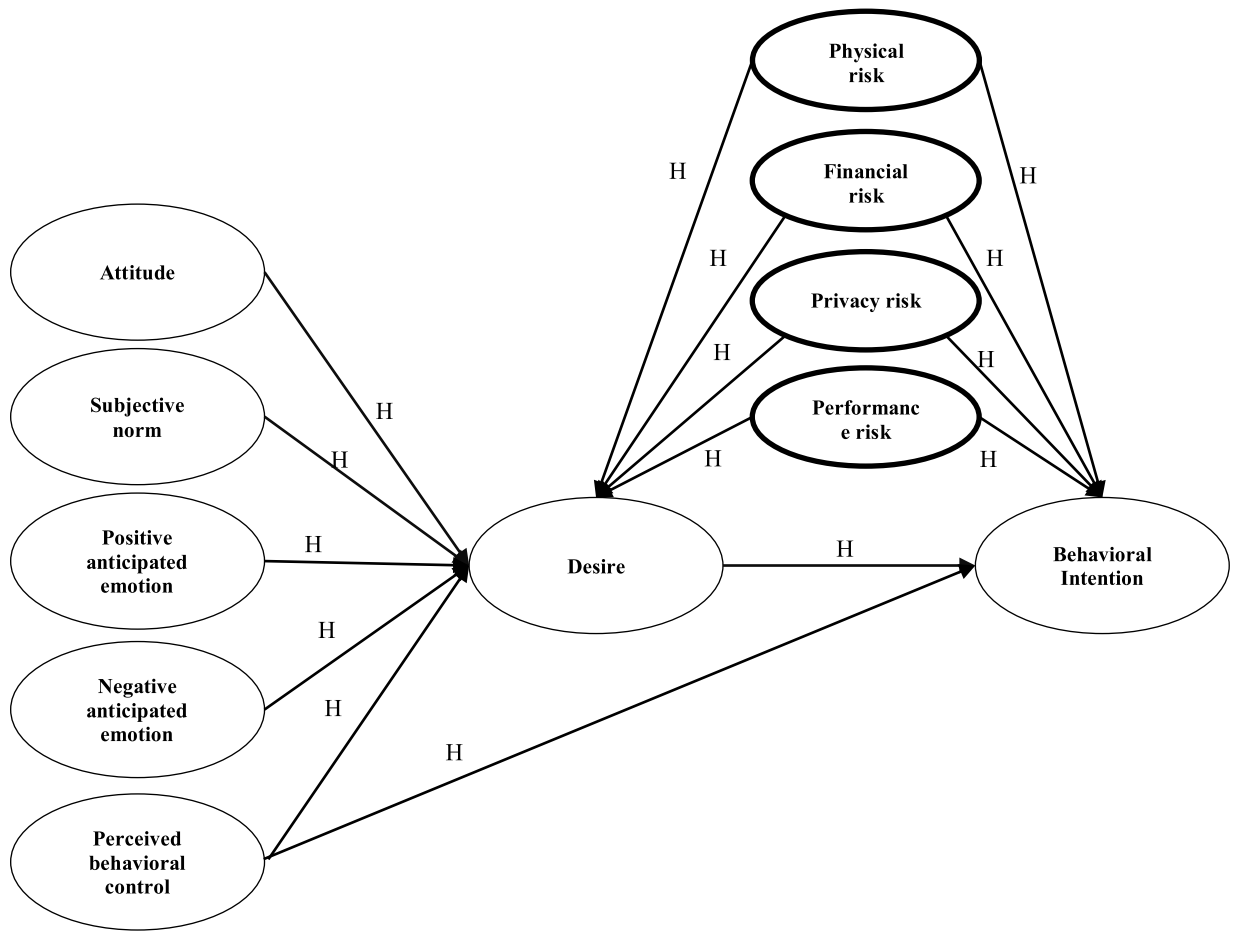 Physical
risk
H
H
Financial
risk
H
H
Attitude
Privacy risk
H
H
Subjective
norm
H
H
Performanc
e risk
H
H
Positive
anticipated
emotion
H
Desire
H
Behavioral
Intention
H
Negative
anticipated
emotion
H
H
Perceived
behavioral
control